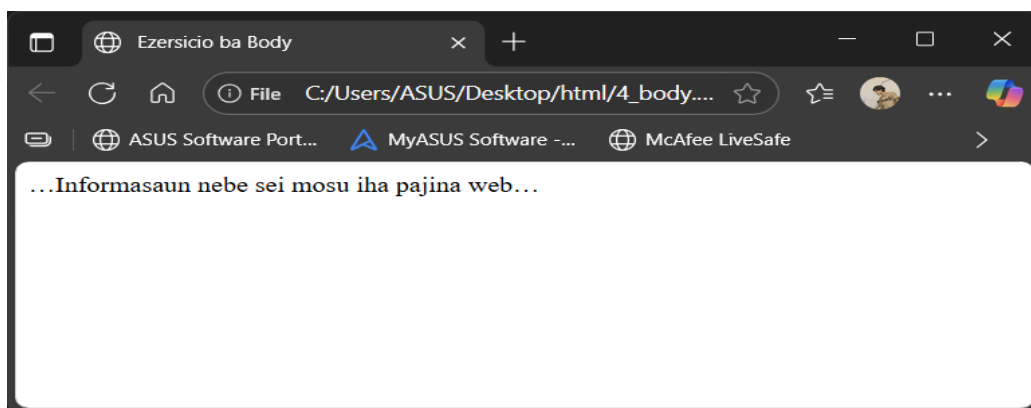 Ezersicio ba Body
File C:/Users/ASUS/Desktop/html/4_body....
ASUS Software Port... MyASUS Software -... McAfee LiveSafe
...Informasaun nebe sei mosu iha pajina web...